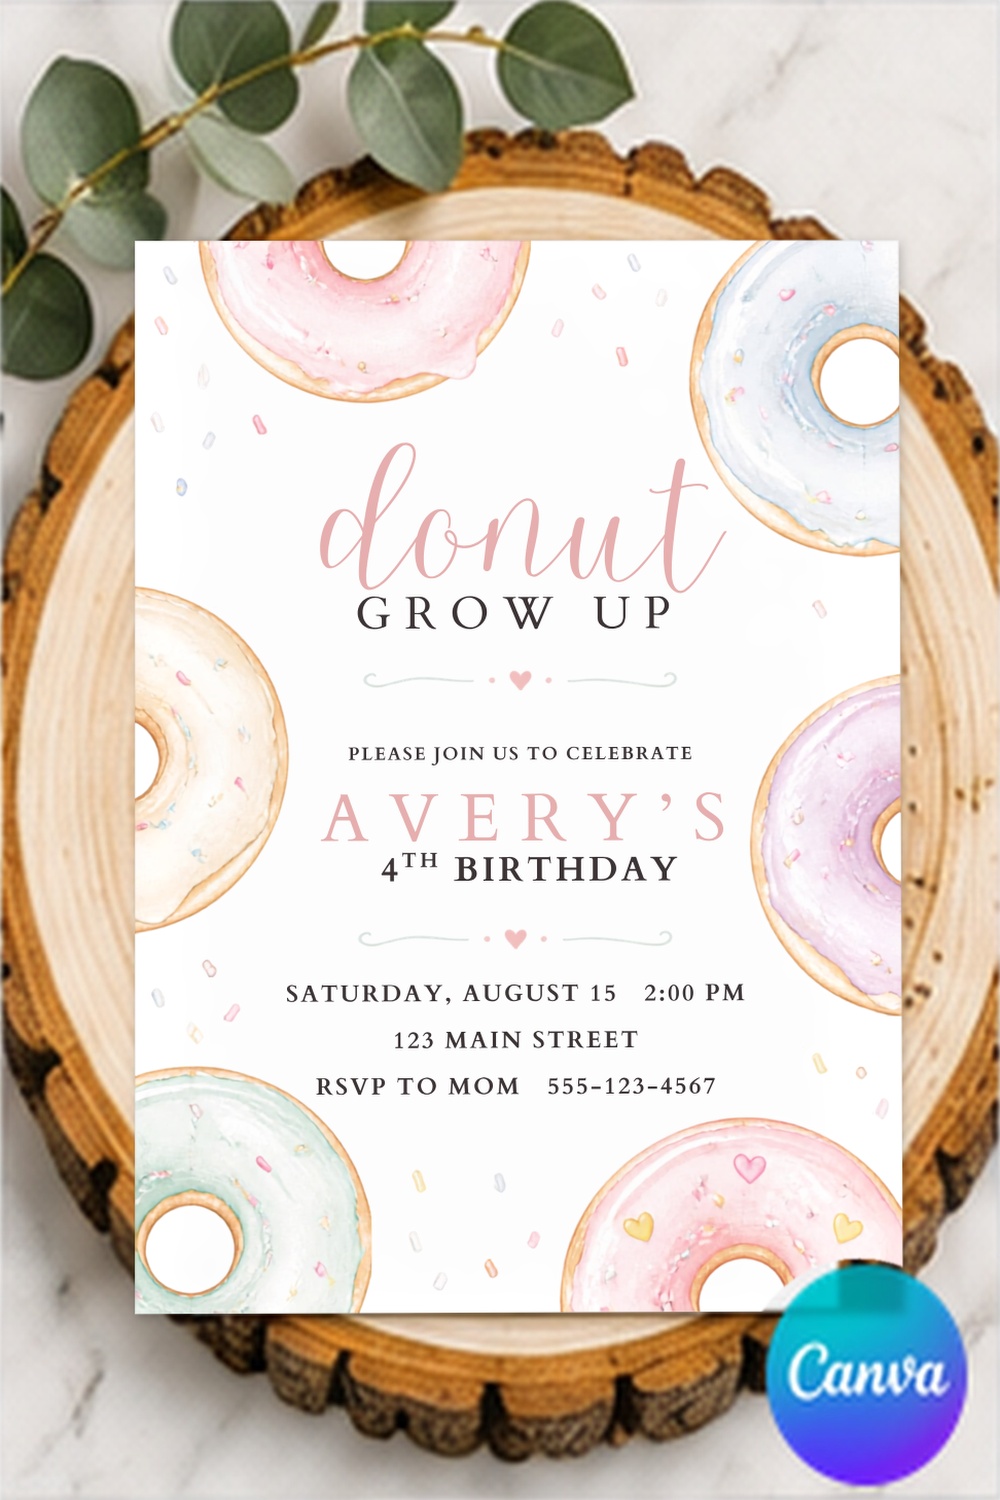 donut
GROW UP
PLEASE JOIN US TO CELEBRATE
AVERY'S
4TH BIRTHDAY
SATURDAY, AUGUST 15 2:00 PM
123 MAIN STREET
RSVP TO MOM 555-123-4567
Canva